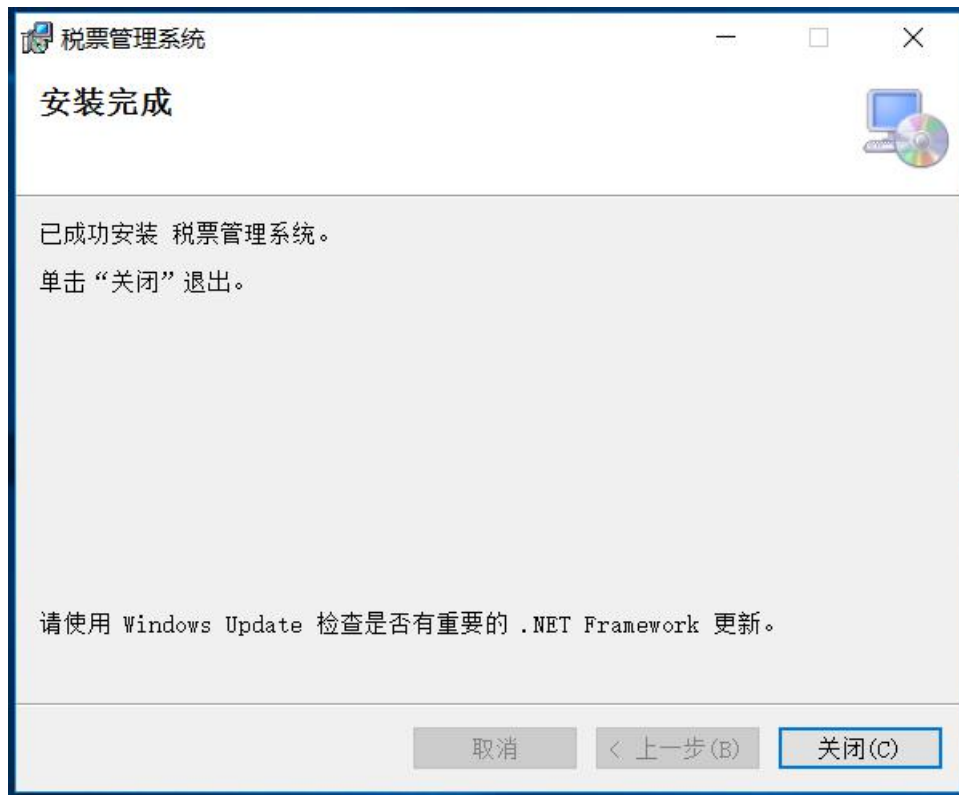 税票管理系统
安装完成
已成功安装 税票管理系统。
单击“关闭”退出。
请使用 Windows Update 检查是否有重要的 .NET Framework 更新。
取消
< 上一步(B)
关闭(C)